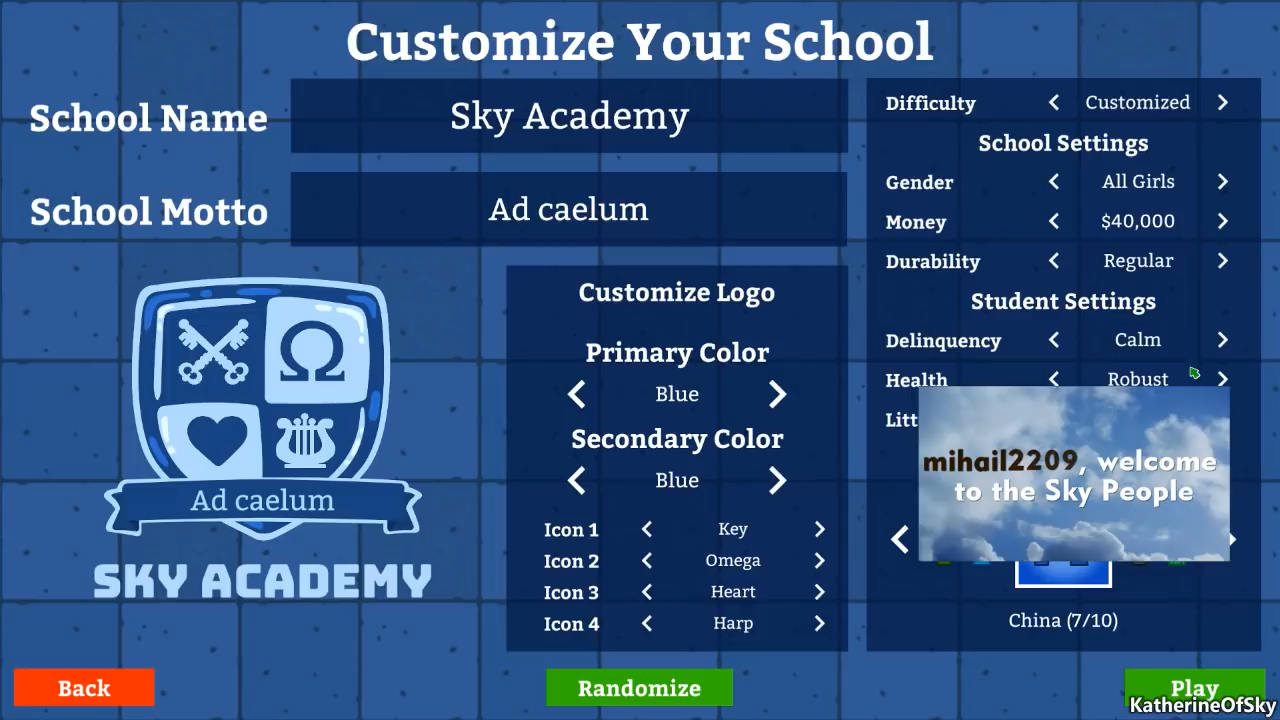 Customize Your School
School Name
Sky Academy
School Motto
Ad caelum
Ad caelum
SKY ACADEMY
Customize Logo
Primary Color
Blue
Secondary Color
Blue
Icon 1
Key
Icon 2
Omega
Icon 3
Heart
Icon 4
Harp
Difficulty
Customized
School Settings
Gender
All Girls
Money
$40,000
Durability
Regular
Student Settings
Delinquency
Calm
Health
Robust
Litt
mihail2209, welcome
to the Sky People
China (7/10)
Back
Randomize
Play
KatherineOfSky